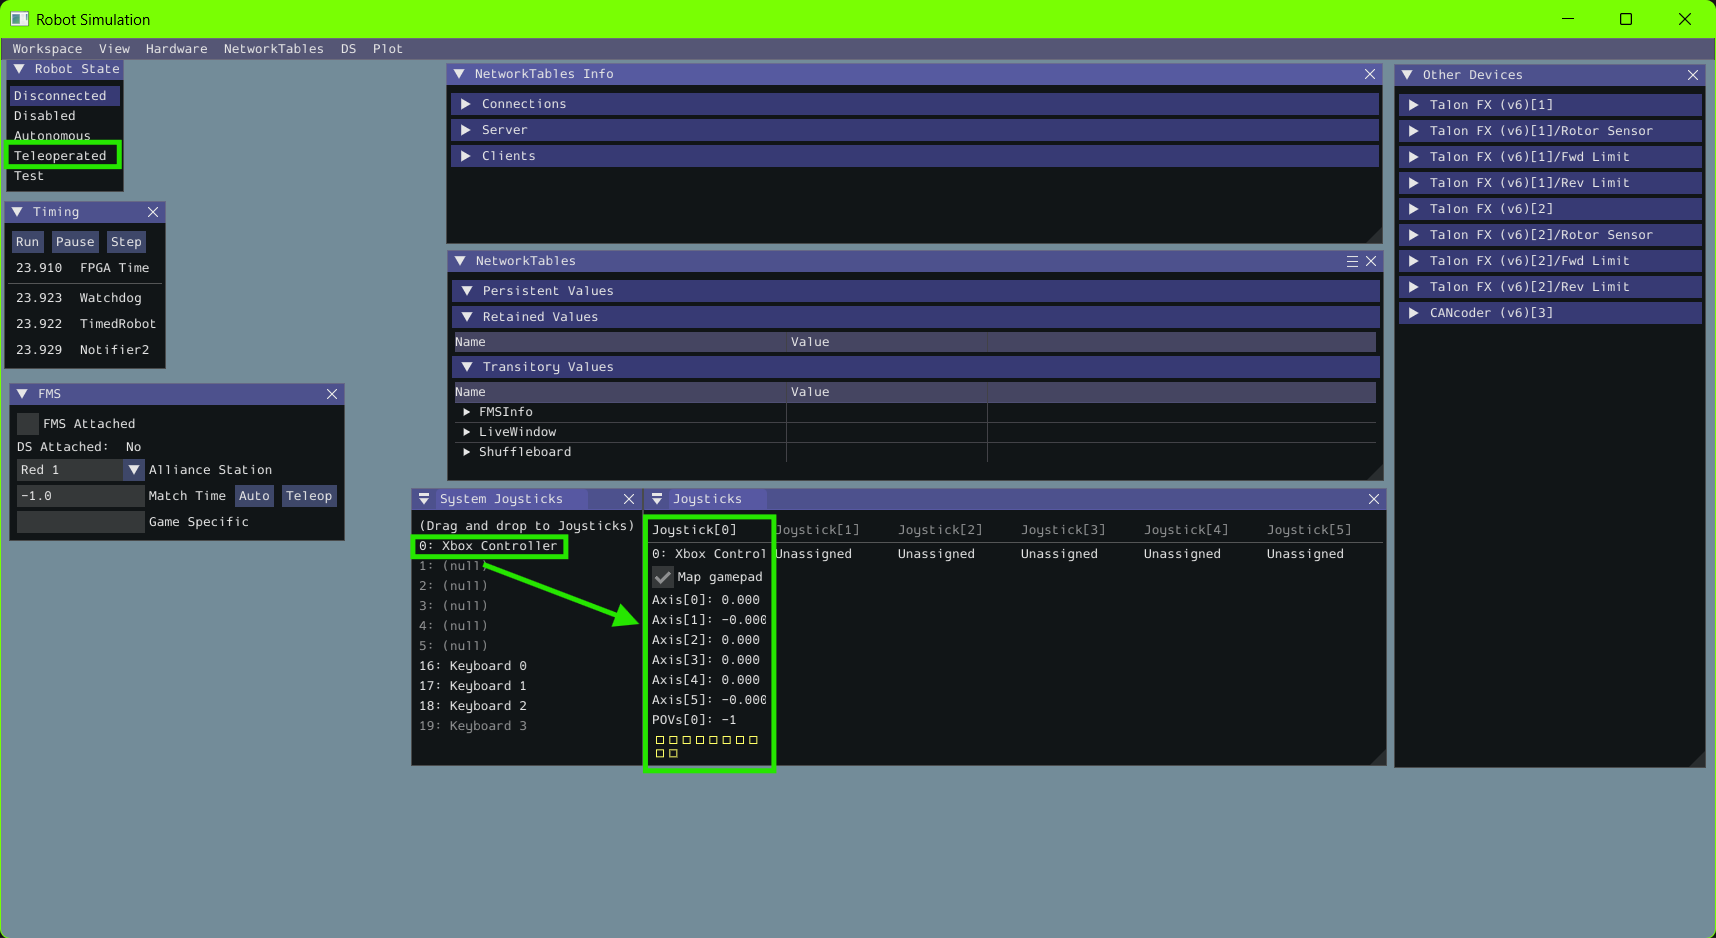 Robot Simulation
Workspace View Hardware NetworkTables DS Plot
Robot State
Disconnected
Disabled
Autonomous
Teleoperated
Test
Timing
Run Pause Step
23.910 FPGA Time
23.923 Watchdog
23.922 TimedRobot
23.929 Notifier2
FMS
FMS Attached
DS Attached: No
Red 1 Alliance Station
-1.0 Match Time Auto Teleop
Game Specific
NetworkTables Info
Connections
Server
Clients
NetworkTables
Persistent Values
Retained Values
Name Value
Transitory Values
Name Value
FMSInfo
LiveWindow
Shuffleboard
System Joysticks
(Drag and drop to Joysticks)
0: Xbox Controller
1: (null)
2: (null)
3: (null)
4: (null)
5: (null)
16: Keyboard 0
17: Keyboard 1
18: Keyboard 2
19: Keyboard 3
Joysticks
Joystick[0] Joystick[1] Joystick[2] Joystick[3] Joystick[4] Joystick[5]
0: Xbox Control Unassigned Unassigned Unassigned Unassigned Unassigned
Map gamepad
Axis[0]: 0.000
Axis[1]: -0.000
Axis[2]: 0.000
Axis[3]: 0.000
Axis[4]: 0.000
Axis[5]: -0.000
POVs[0]: -1
Other Devices
Talon FX (v6)[1]
Talon FX (v6)[1]/Rotor Sensor
Talon FX (v6)[1]/Fwd Limit
Talon FX (v6)[1]/Rev Limit
Talon FX (v6)[2]
Talon FX (v6)[2]/Rotor Sensor
Talon FX (v6)[2]/Fwd Limit
Talon FX (v6)[2]/Rev Limit
CANcoder (v6)[3]